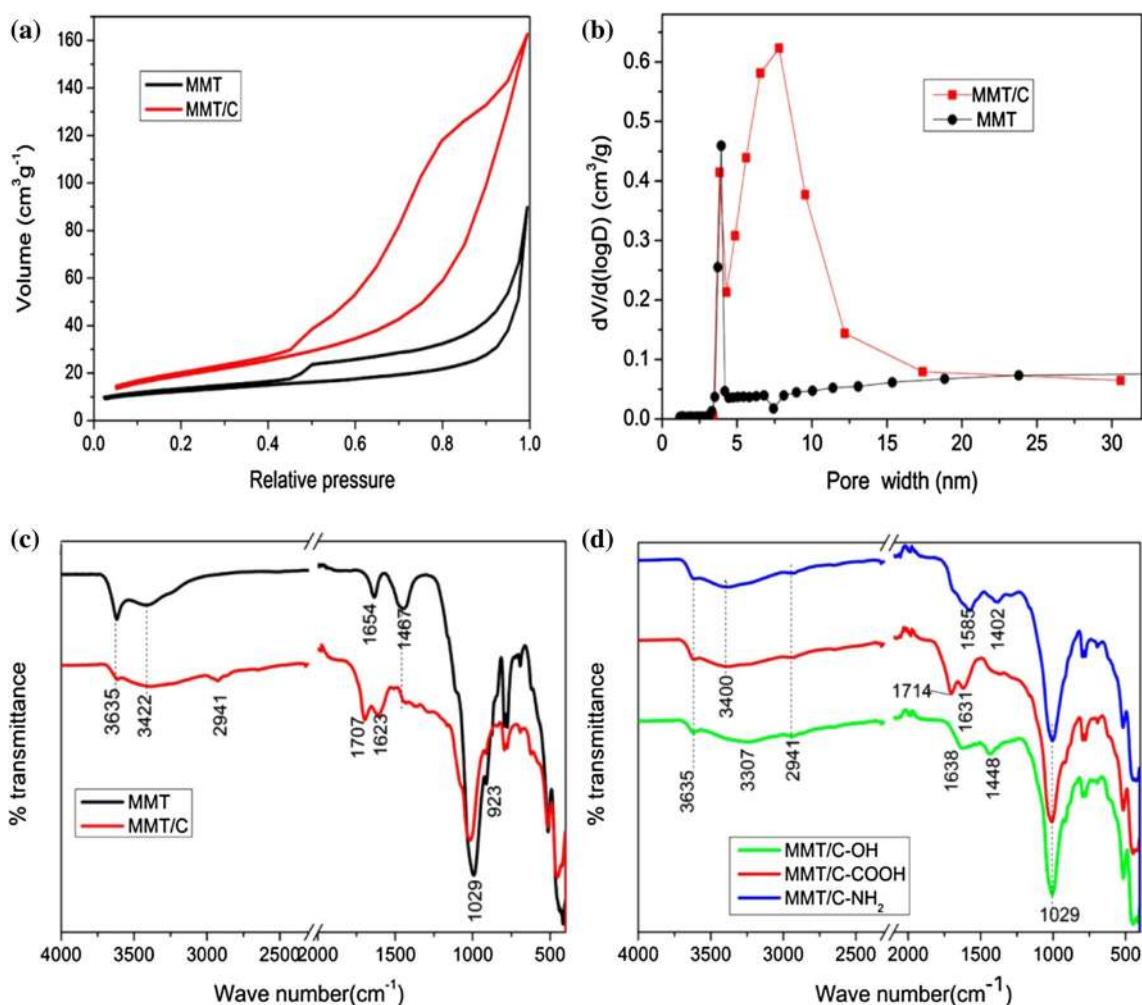 (a)
160
140
120
100
80
60
40
20
0
0.0 0.2 0.4 0.6 0.8 1.0
Volume (cm³g⁻¹)
Relative pressure
MMT
MMT/C
(b)
0.6
0.5
0.4
0.3
0.2
0.1
0.0
0 5 10 15 20 25 30
dV/d(logD) (cm³/g)
Pore width (nm)
MMT/C
MMT
(c)
% transmittance
3635
3422
2941
1654
1467
1707
1623
923
1029
MMT
MMT/C
4000 3500 3000 2500 2000 1500 1000 500
Wave number(cm⁻¹)
(d)
% transmittance
1585
1402
3400
1714
1631
3635
3307
2941
1638
1448
1029
MMT/C-OH
MMT/C-COOH
MMT/C-NH₂
4000 3500 3000 2500 2000 1500 1000 500
Wave number(cm⁻¹)